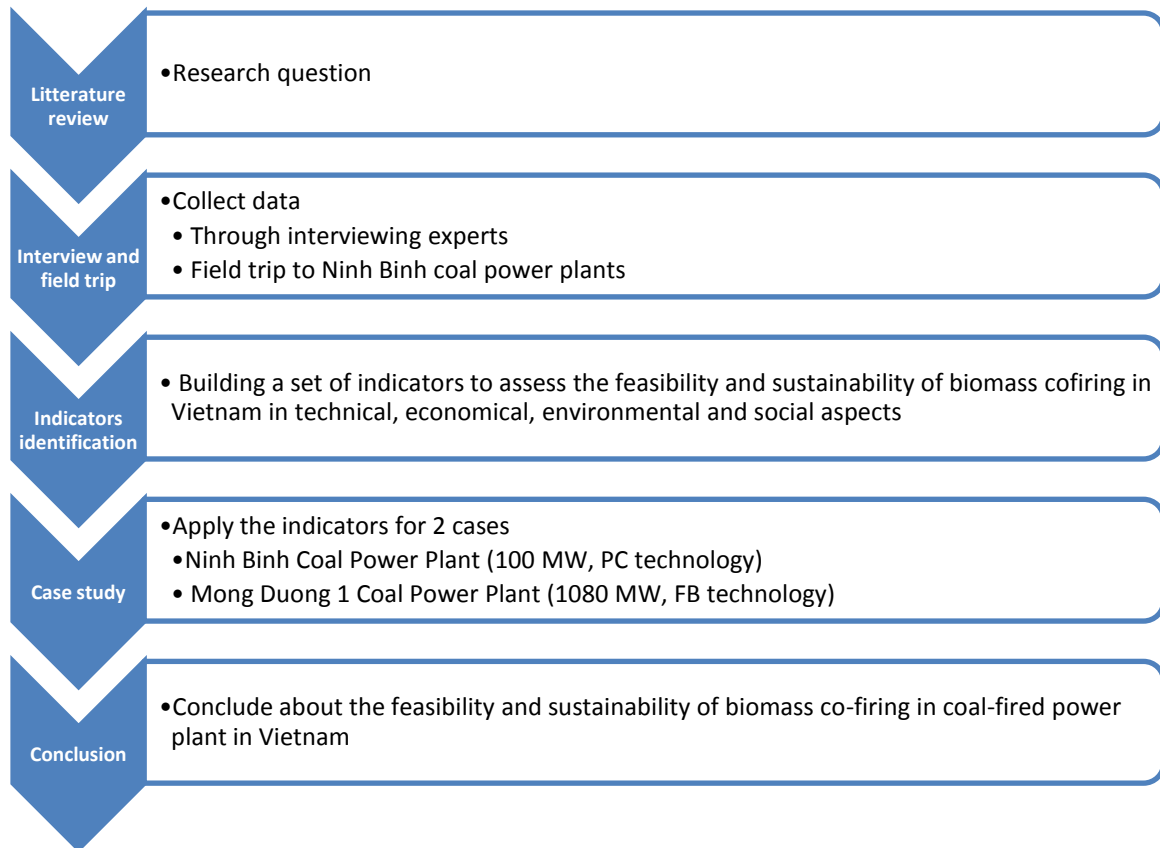 Litterature
review
•Research question
Interview and
field trip
•Collect data
• Through interviewing experts
• Field trip to Ninh Binh coal power plants
Indicators
identification
• Building a set of indicators to assess the feasibility and sustainability of biomass cofiring in
Vietnam in technical, economical, environmental and social aspects
Case study
•Apply the indicators for 2 cases
•Ninh Binh Coal Power Plant (100 MW, PC technology)
• Mong Duong 1 Coal Power Plant (1080 MW, FB technology)
Conclusion
•Conclude about the feasibility and sustainability of biomass co-firing in coal-fired power
plant in Vietnam